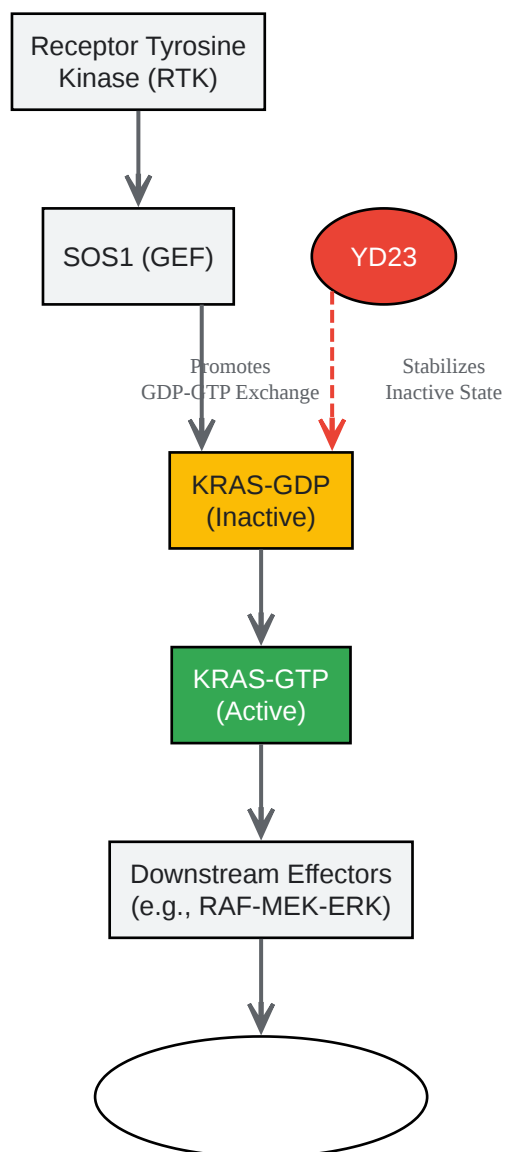 Receptor Tyrosine
Kinase (RTK)
SOS1 (GEF)
YD23
Promotes
GDP-GTP Exchange
Stabilizes
Inactive State
KRAS-GDP
(Inactive)
KRAS-GTP
(Active)
Downstream Effectors
(e.g., RAF-MEK-ERK)